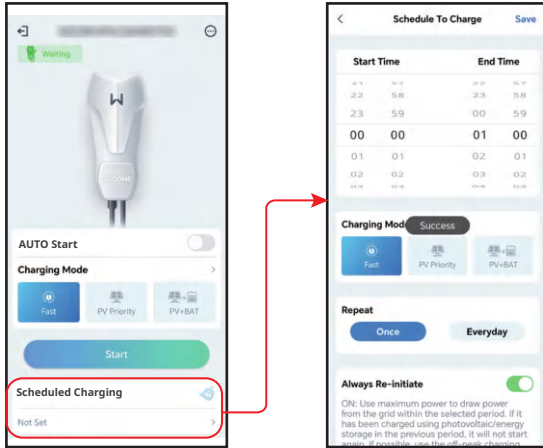 Waiting
AUTO Start
Charging Mode
Fast
PV Priority
PV+BAT
Start
Scheduled Charging
Not Set
Schedule To Charge
Save
Start Time
End Time
22 58 23 58
23 59 00 59
00 00 01 00
01 01 02 01
02 02 03 02
Charging Mod
Success
Fast
PV Priority
PV+BAT
Repeat
Once
Everyday
Always Re-initiate
ON: Use maximum power to draw power
from the grid within the selected period. If it
has been charged using photovoltaic/energy
storage in the previous period, it will not start
again. If possible, use the off-peak charging